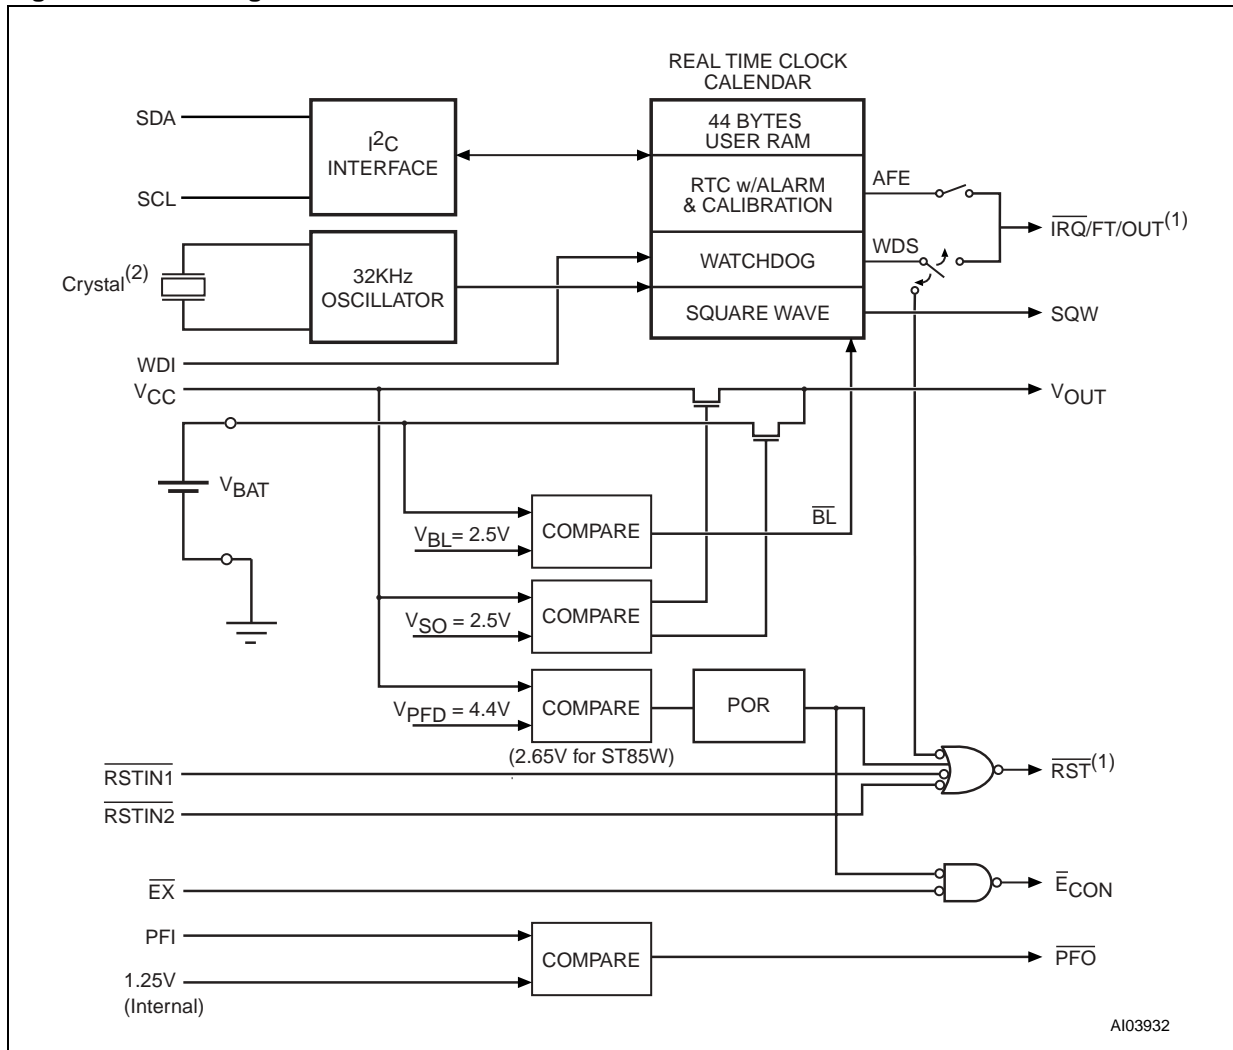 REAL TIME CLOCK
CALENDAR
SDA
I2C
INTERFACE
SCL
44 BYTES
USER RAM
RTC w/ALARM
& CALIBRATION
AFE
IRQ/FT/OUT(1)
WDS
WATCHDOG
Crystal(2)
32KHz
OSCILLATOR
SQUARE WAVE
SQW
WDI
VCC
VOUT
VBAT
VBL= 2.5V
COMPARE
BL
VSO = 2.5V
COMPARE
VPFD = 4.4V
COMPARE
POR
(2.65V for ST85W)
RSTIN1
RST(1)
RSTIN2
EX
ECON
PFI
COMPARE
PFO
1.25V
(Internal)
AI03932